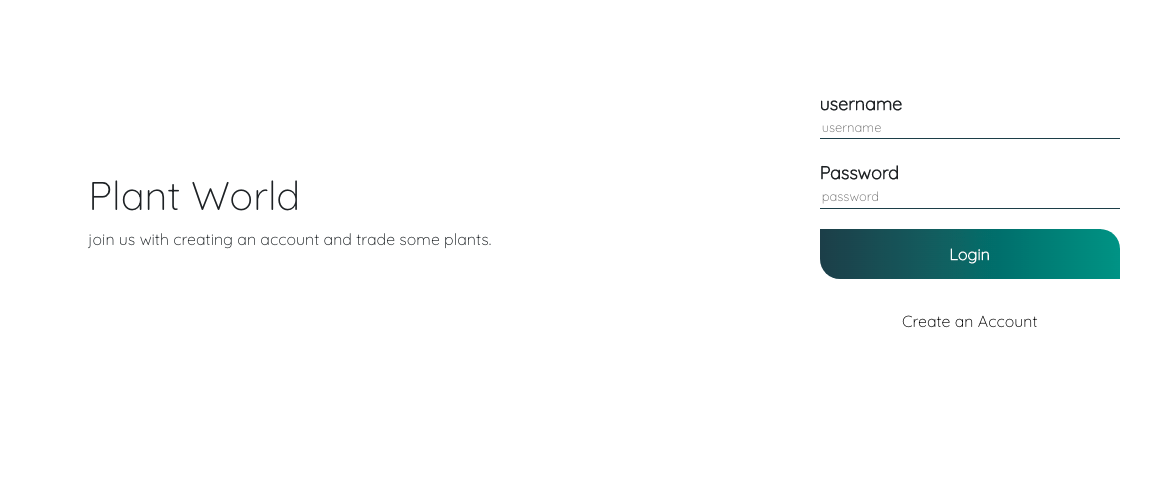 Plant World
join us with creating an account and trade some plants.
username
username
Password
password
Login
Create an Account